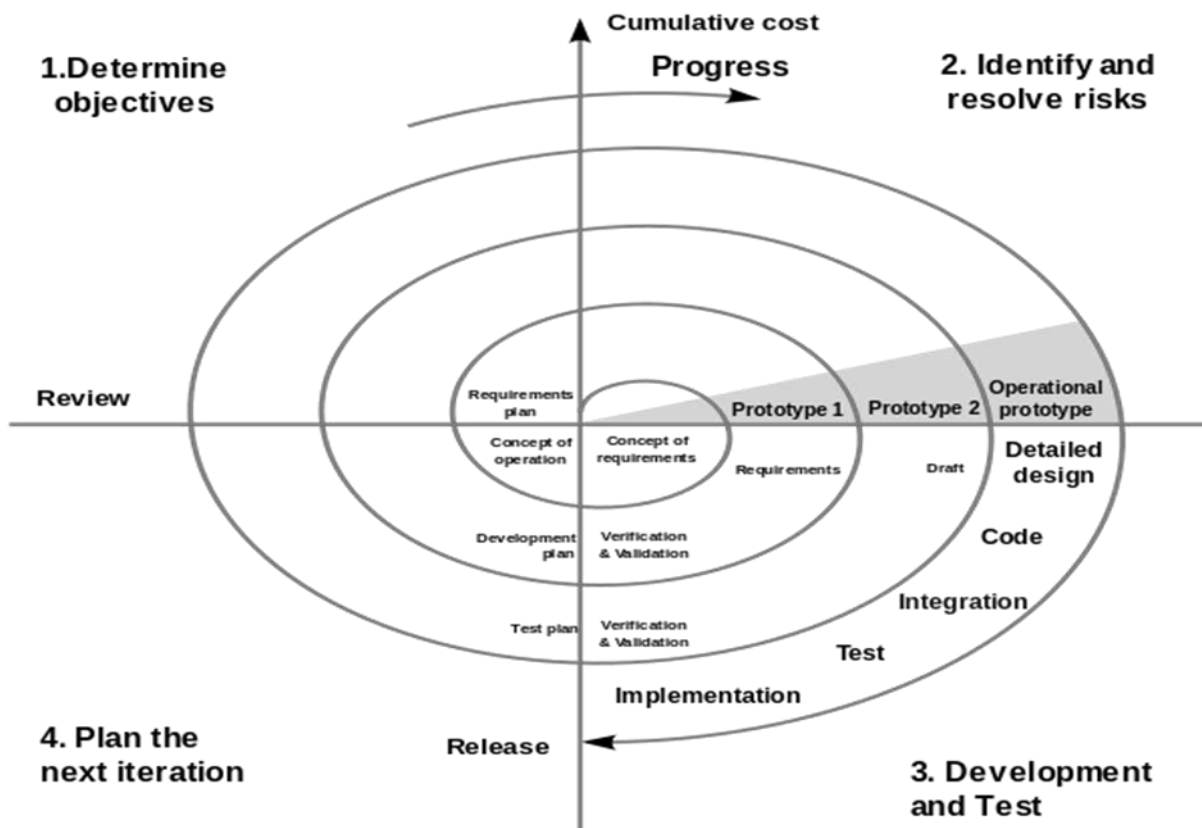 Cumulative cost
Progress
1.Determine
objectives
2. Identify and
resolve risks
Review
Requirements
plan
Prototype 1
Prototype 2
Operational
prototype
Concept of
operation
Concept of
requirements
Requirements
Draft
Detailed
design
Development
plan
Verification
& Validation
Code
Test plan
Verification
& Validation
Integration
Test
Implementation
Release
4. Plan the
next iteration
3. Development
and Test